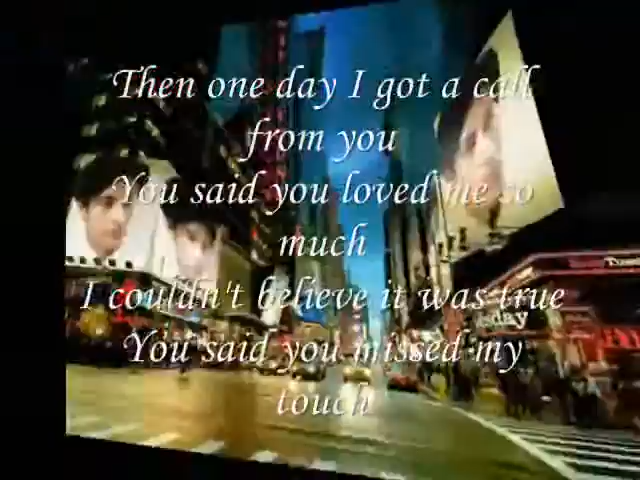 Then one day I got a call
from you
You said you loved me so
much
I couldn't believe it was true
You said you missed my
touch